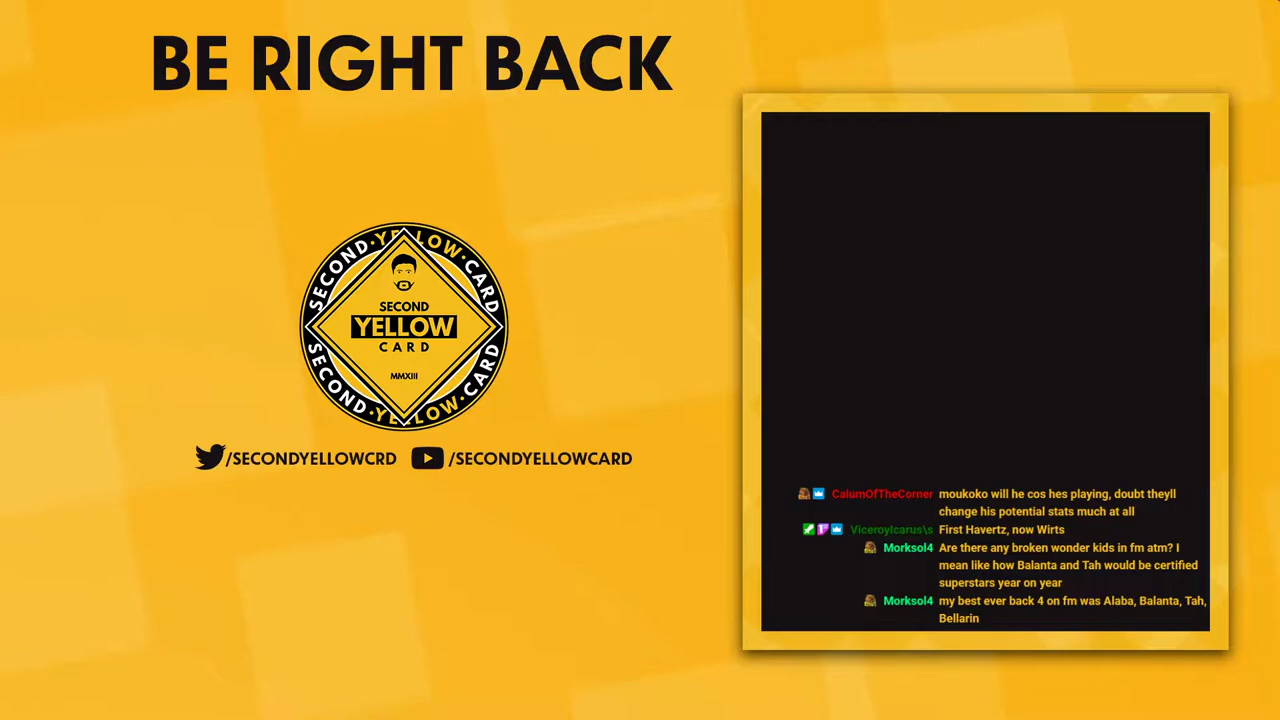 BE RIGHT BACK
SECOND·YELLOW·CARD
SECOND
YELLOW
CARD
MMXIII
SECOND·YELLOW·CARD
/SECONDYELLOWCRD /SECONDYELLOWCARD
CalumOfTheCorner moukoko will he cos hes playing, doubt theyll
change his potential stats much at all
ViceroyIcarus\s First Havertz, now Wirts
Morksol4 Are there any broken wonder kids in fm atm? I
mean like how Balanta and Tah would be certified
superstars year on year
Morksol4 my best ever back 4 on fm was Alaba, Balanta, Tah,
Bellarin